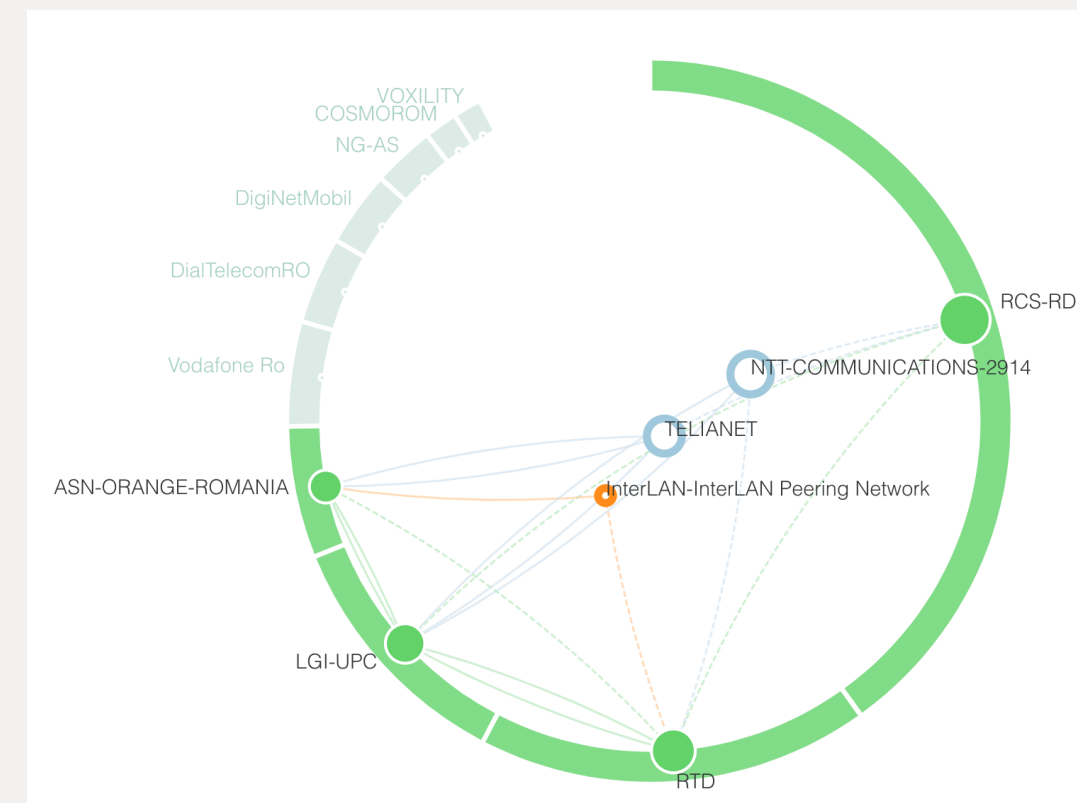 VOXILITY
COSMOROM
NG-AS
DigiNetMobil
DialTelecomRO
RCS-RD
Vodafone Ro
NTT-COMMUNICATIONS-2914
TELIANET
ASN-ORANGE-ROMANIA
InterLAN-InterLAN Peering Network
LGI-UPC
RTD